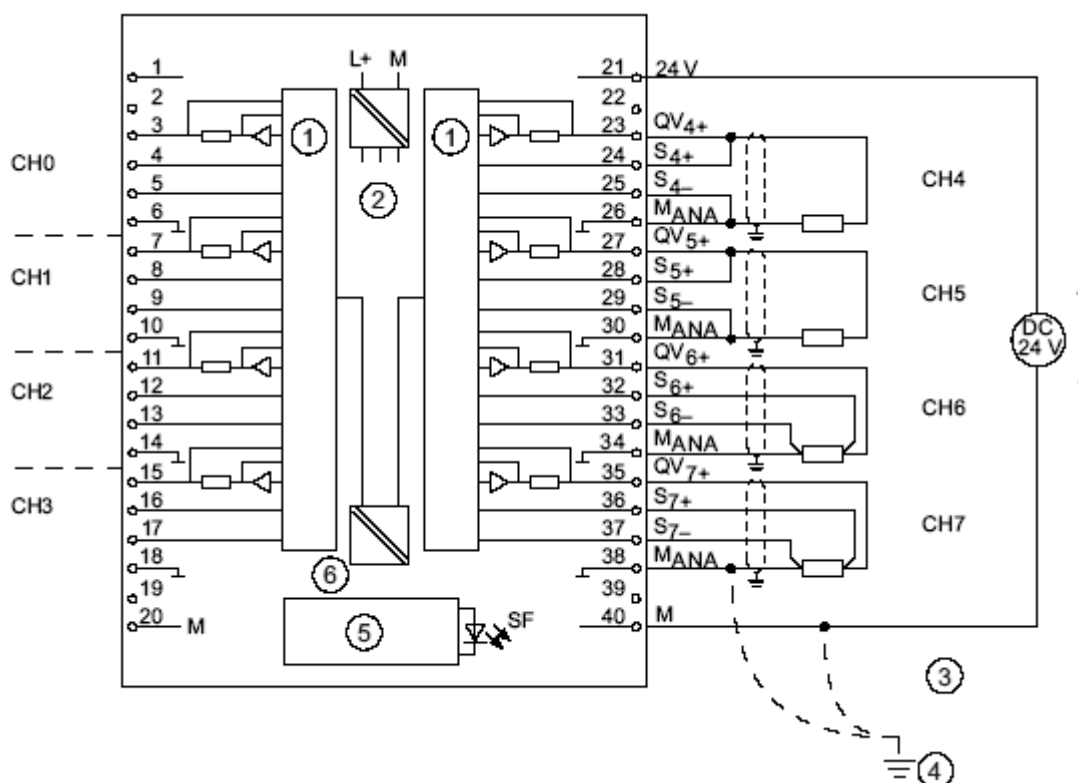 L+ M
1 21 24 V
2 22
3 23 QV4+
1 1
4 24 S4+
CH0 CH4
5 25 S4–
2
6 26 MANA
7 27 QV5+
8 28 S5+
CH1 CH5
9 29 S5–
10 30 MANA
DC
24 V
11 31 QV6+
12 32 S6+
CH2 CH6
13 33 S6–
14 34 MANA
15 35 QV7+
16 36 S7+
CH3 CH7
17 37 S7–
18 38 MANA
6
19 39
20 M 40 M
5 SF
3
4